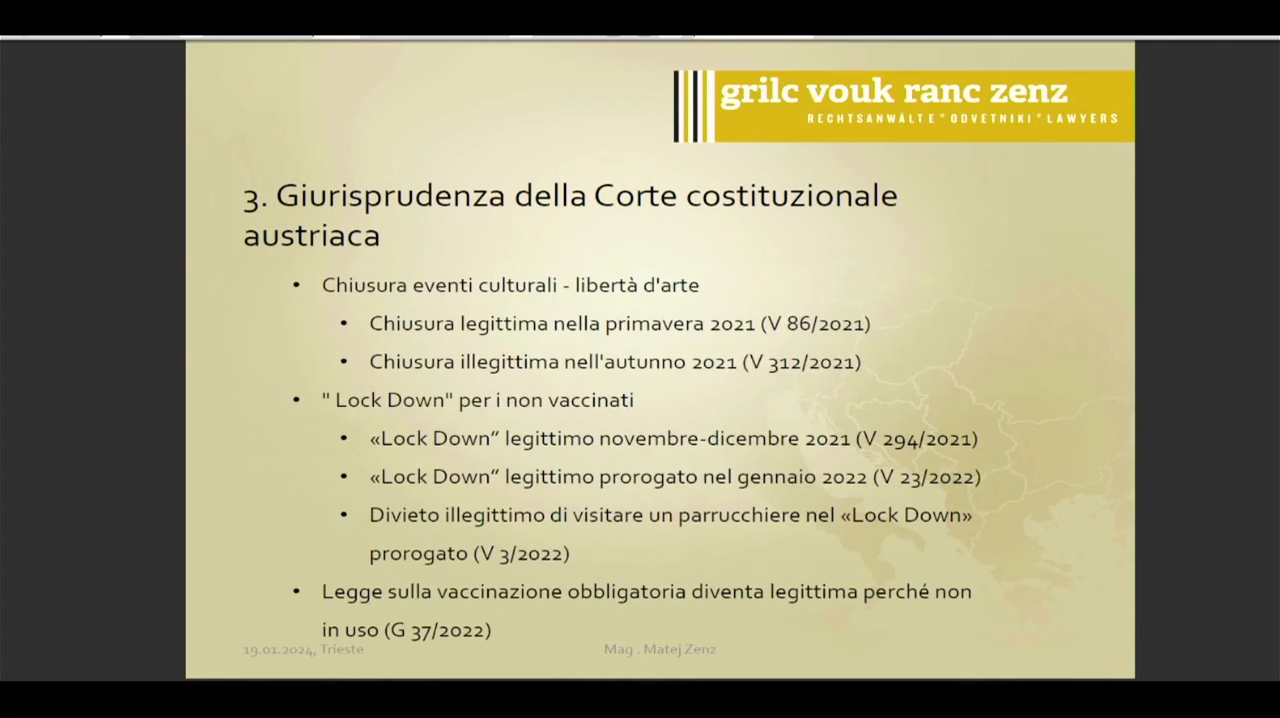 grilc vouk ranc zenz
RECHTSANWÄLTE * ODVETNIKI * LAWYERS
3. Giurisprudenza della Corte costituzionale
austriaca
• Chiusura eventi culturali - libertà d'arte
• Chiusura legittima nella primavera 2021 (V 86/2021)
• Chiusura illegittima nell'autunno 2021 (V 312/2021)
• " Lock Down" per i non vaccinati
• «Lock Down” legittimo novembre-dicembre 2021 (V 294/2021)
• «Lock Down” legittimo prorogato nel gennaio 2022 (V 23/2022)
• Divieto illegittimo di visitare un parrucchiere nel «Lock Down»
prorogato (V 3/2022)
• Legge sulla vaccinazione obbligatoria diventa legittima perché non
in uso (G 37/2022)
19.01.2024, Trieste
Mag . Matej Zenz